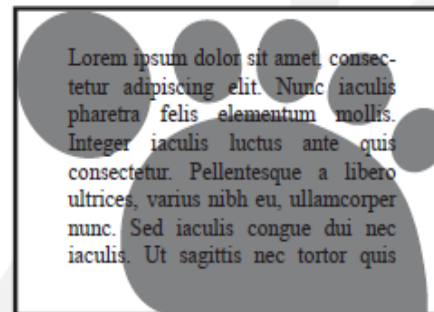 Lorem ipsum dolor sit amet, consec-
tetur adipiscing elit. Nunc iaculis
pharetra felis elementum mollis.
Integer iaculis luctus ante quis
consectetur. Pellentesque a libero
ultrices, varius nibh eu, ullamcorper
nunc. Sed iaculis congue dui nec
iaculis. Ut sagittis nec tortor quis